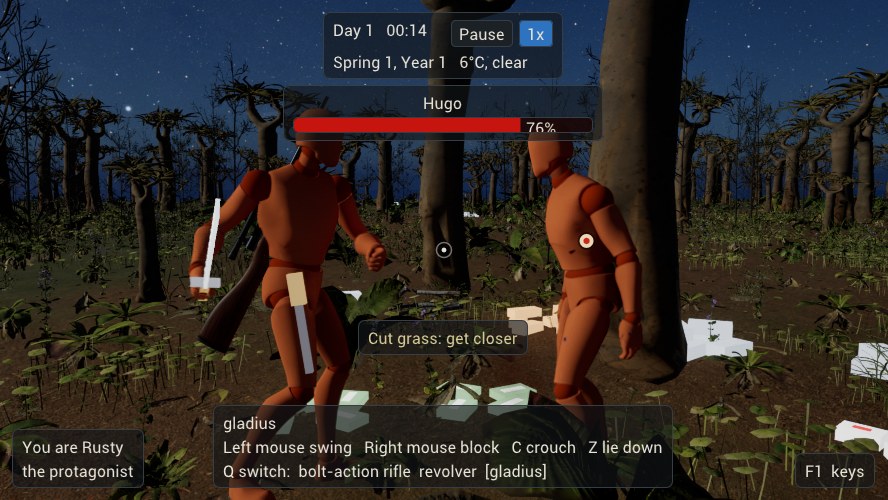 Day 1 00:14 Pause 1x
Spring 1, Year 1 6°C, clear
Hugo
76%
Cut grass: get closer
gladius
Left mouse swing Right mouse block C crouch Z lie down
Q switch: bolt-action rifle revolver [gladius]
You are Rusty
the protagonist
F1 keys